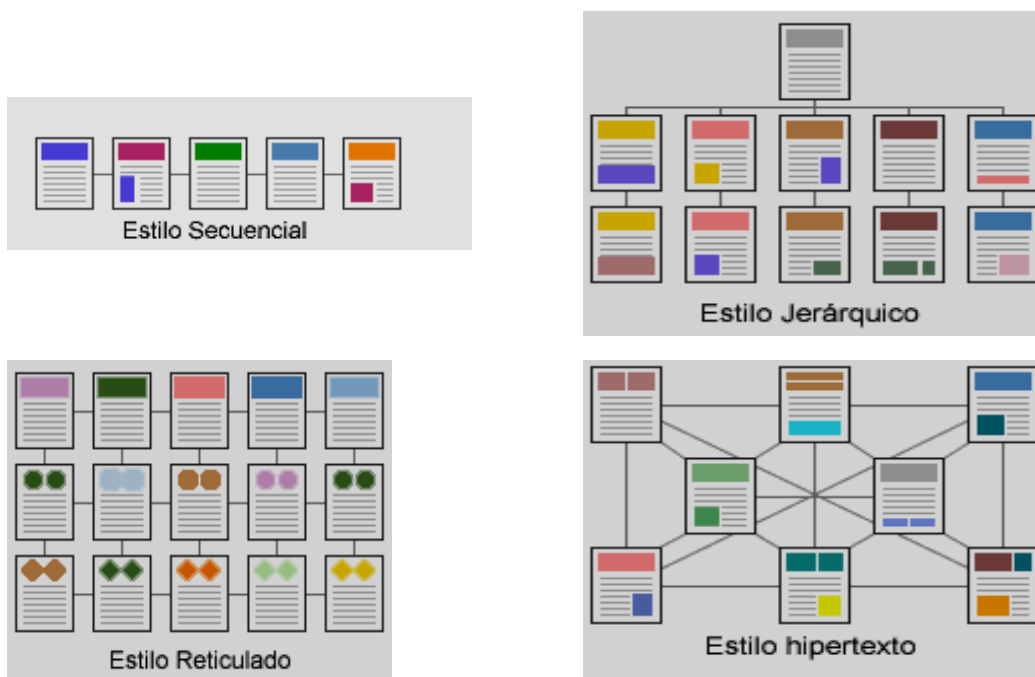 Estilo Secuencial
Estilo Jerárquico
Estilo Reticulado
Estilo hipertexto